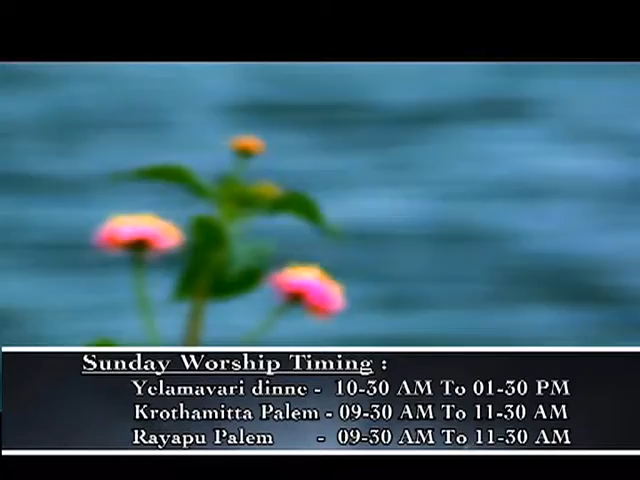 Sunday Worship Timing :
Yelamavari dinne - 10-30 AM To 01-30 PM
Krothamitta Palem - 09-30 AM To 11-30 AM
Rayapu Palem - 09-30 AM To 11-30 AM